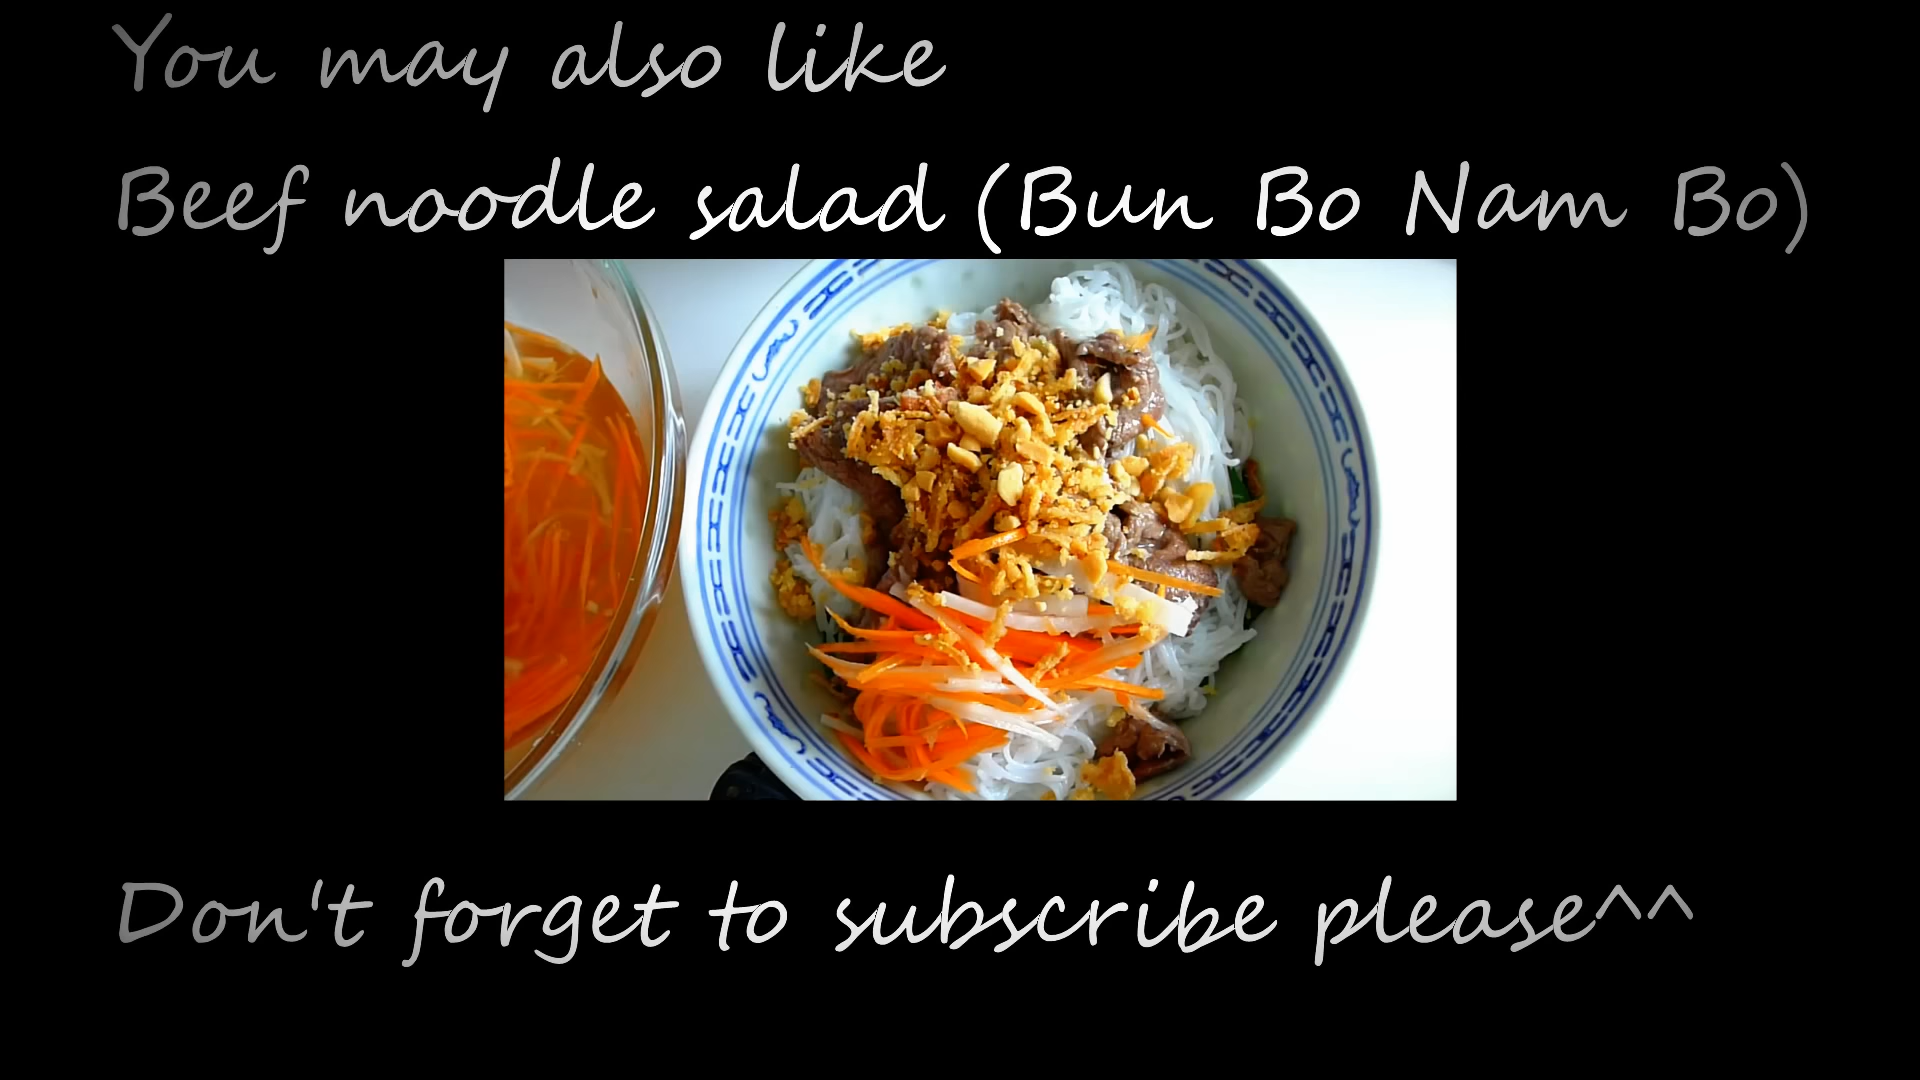 You may also like
Beef noodle salad (Bun Bo Nam Bo)
Don't forget to subscribe please^^